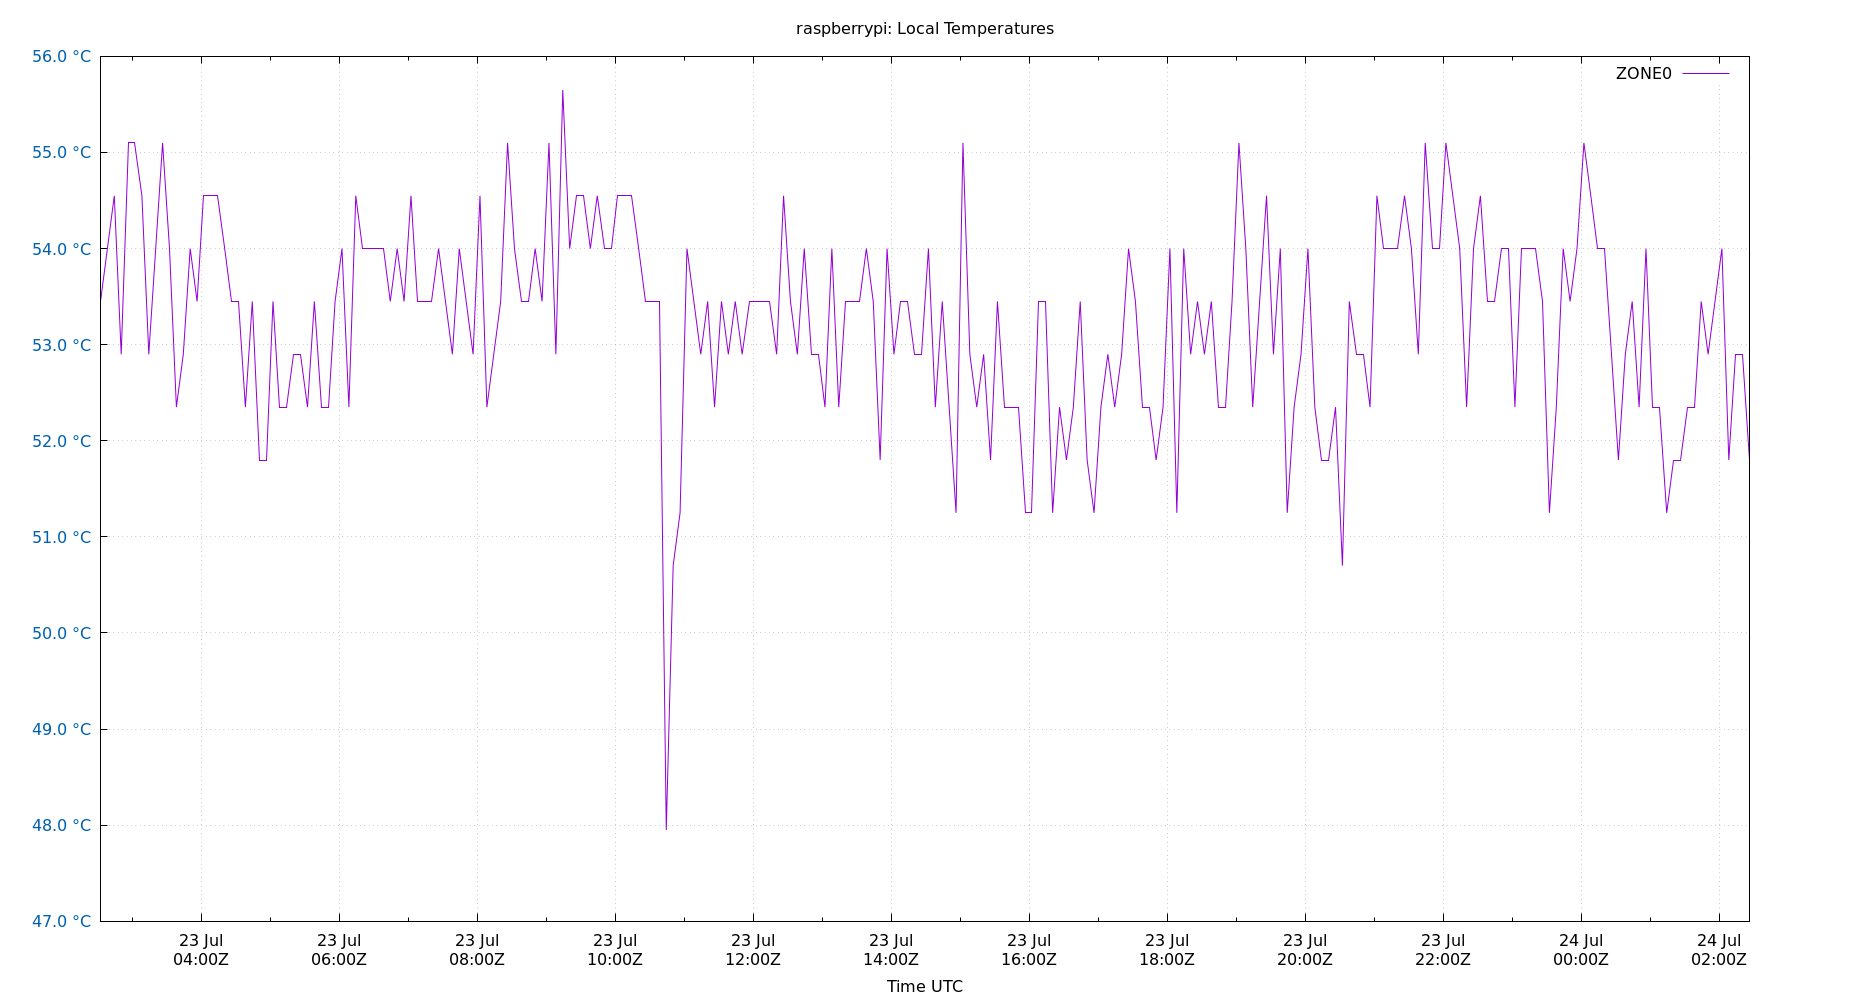 raspberrypi: Local Temperatures
ZONE0
56.0 °C
55.0 °C
54.0 °C
53.0 °C
52.0 °C
51.0 °C
50.0 °C
49.0 °C
48.0 °C
47.0 °C
23 Jul 23 Jul 23 Jul 23 Jul 23 Jul 23 Jul 23 Jul 23 Jul 23 Jul 23 Jul 24 Jul 24 Jul
04:00Z 06:00Z 08:00Z 10:00Z 12:00Z 14:00Z 16:00Z 18:00Z 20:00Z 22:00Z 00:00Z 02:00Z
Time UTC